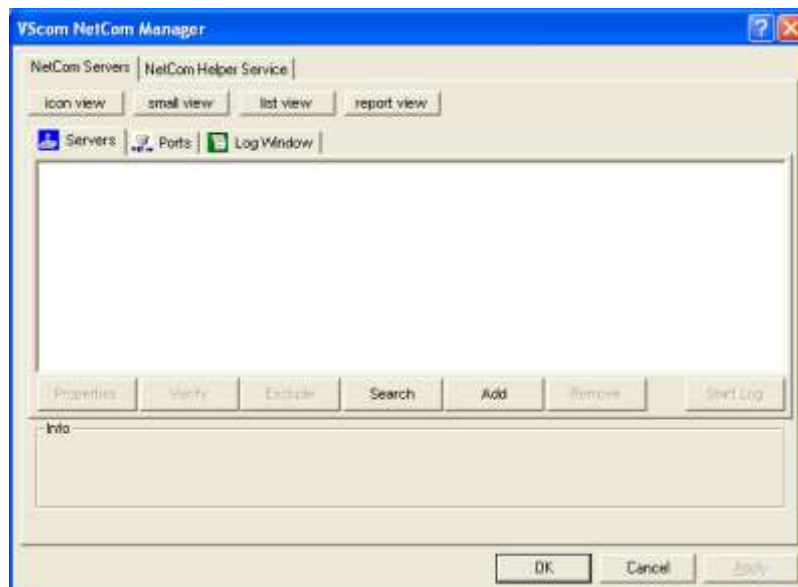 VScom NetCom Manager
NetCom Servers NetCom Helper Service
icon view small view list view report view
Servers Ports Log Window
Properties Verify Exclude Search Add Remove Start Log
Info
OK Cancel Apply